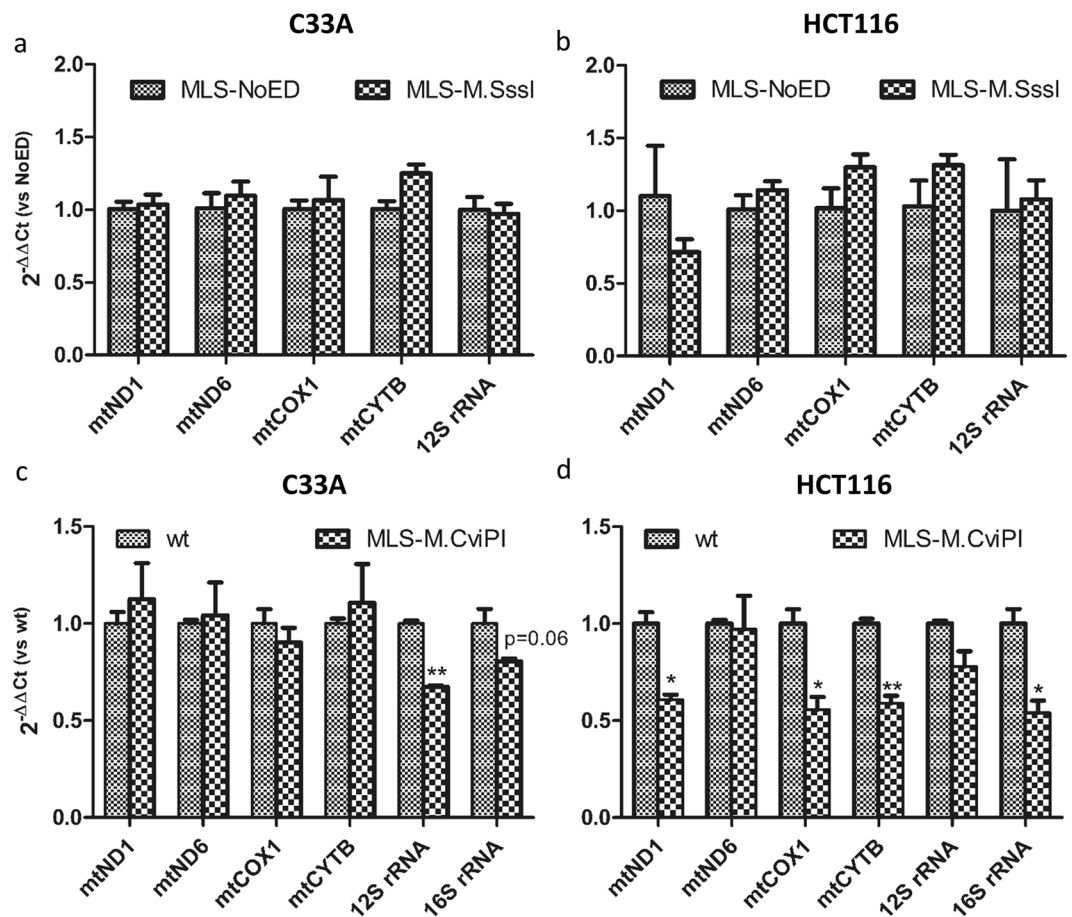 a
C33A
2.0
1.5
1.0
0.5
0.0
2-ΔΔCt (vs NoED)
MLS-NoED
MLS-M.SssI
mtND1
mtND6
mtCOX1
mtCYTB
12S rRNA
b
HCT116
2.0
1.5
1.0
0.5
0.0
MLS-NoED
MLS-M.SssI
mtND1
mtND6
mtCOX1
mtCYTB
12S rRNA
c
C33A
1.5
1.0
0.5
0.0
2-ΔΔCt (vs wt)
wt
MLS-M.CviPI
**
p=0.06
mtND1
mtND6
mtCOX1
mtCYTB
12S rRNA
16S rRNA
d
HCT116
1.5
1.0
0.5
0.0
wt
MLS-M.CviPI
*
*
**
*
mtND1
mtND6
mtCOX1
mtCYTB
12S rRNA
16S rRNA